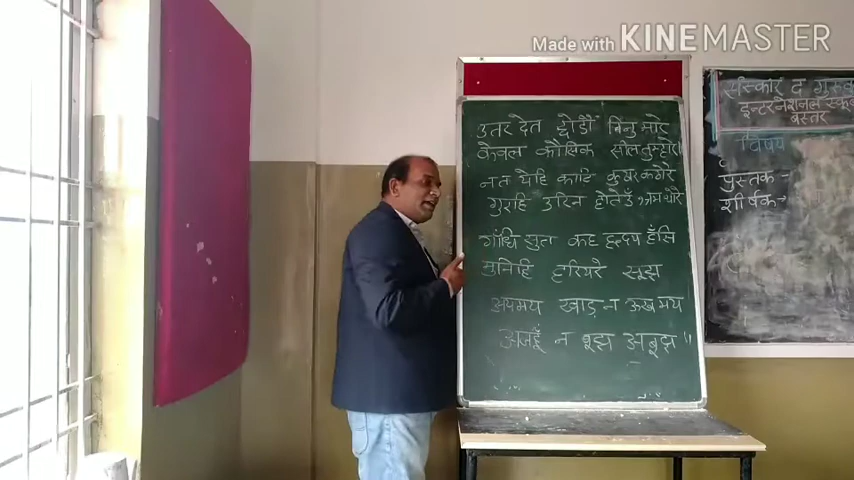 Made with KINEMASTER
उतर देत छोडौं बिनु मोरे
केवल कौसिक सील तुम्हारे
नत येहि काटि कुठार कठोरे
गुरहि उरिन होतेउँ श्रम थोरे
गाँधि सुत कह हृदय हँसि
मुनिहि हरियरे सूझ
अयमय खाड़ न ऊखमय
अजहुँ न बूझ अबूझ॥
संस्कार द गुरुकुल
इन्टरनेशनल स्कूल
बस्तर
विषय
पुस्तक =
शीर्षक =